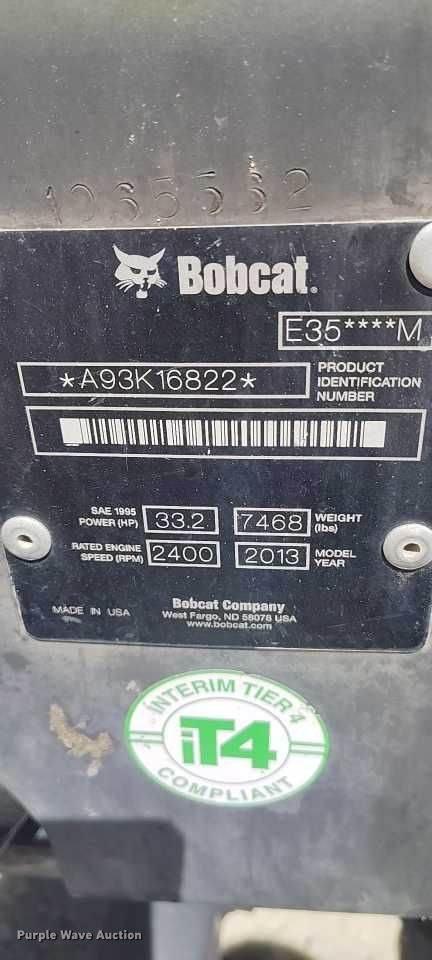 1035532
Bobcat.
E35****M
*A93K16822*
PRODUCT
IDENTIFICATION
NUMBER
SAE 1995
POWER (HP)
33.2
7468
WEIGHT
(lbs)
RATED ENGINE
SPEED (RPM)
2400
2013
MODEL
YEAR
MADE IN USA
Bobcat Company
West Fargo, ND 58078 USA
www.bobcat.com
INTERIM TIER 4
iT4
COMPLIANT
Purple Wave Auction